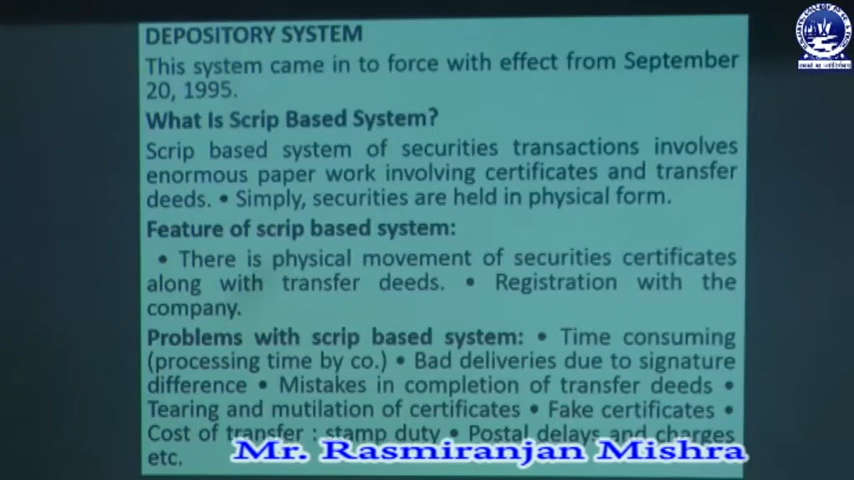 DEPOSITORY SYSTEM
This system came in to force with effect from September
20, 1995.
What Is Scrip Based System?
Scrip based system of securities transactions involves
enormous paper work involving certificates and transfer
deeds. • Simply, securities are held in physical form.
Feature of scrip based system:
• There is physical movement of securities certificates
along with transfer deeds. • Registration with the
company.
Problems with scrip based system: • Time consuming
(processing time by co.) • Bad deliveries due to signature
difference • Mistakes in completion of transfer deeds •
Tearing and mutilation of certificates • Fake certificates •
Cost of transfer : stamp duty • Postal delays and charges
etc.
Mr. Rasmiranjan Mishra